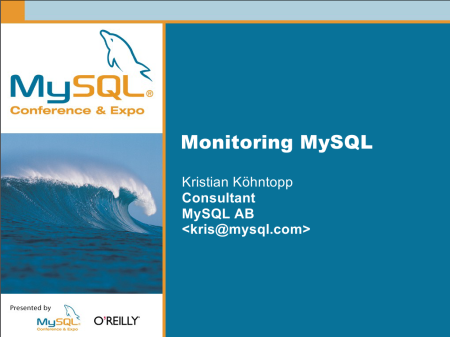 MySQL®
Conference & Expo
Monitoring MySQL
Kristian Köhntopp
Consultant
MySQL AB
<kris@mysql.com>
Presented by
MySQL
Conference & Expo
O'REILLY